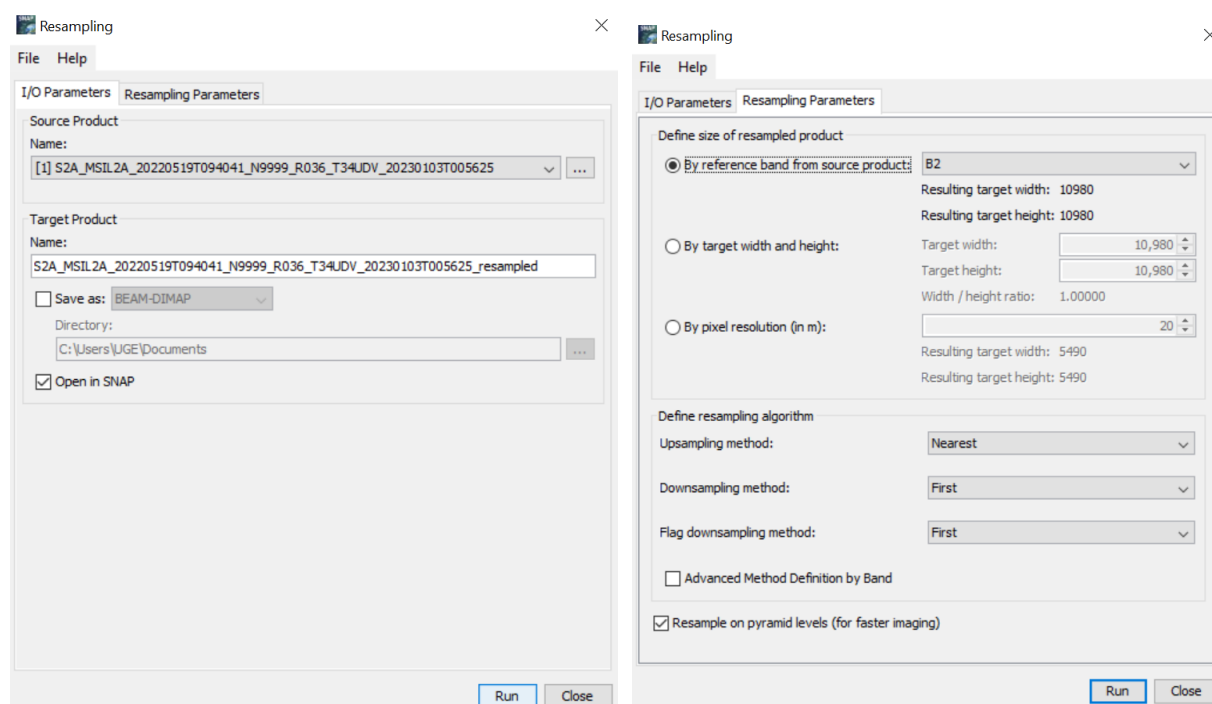 Resampling
File Help
I/O Parameters Resampling Parameters
Source Product
Name:
[1] S2A_MSIL2A_20220519T094041_N9999_R036_T34UDV_20230103T005625 ...
Target Product
Name:
S2A_MSIL2A_20220519T094041_N9999_R036_T34UDV_20230103T005625_resampled
Save as: BEAM-DIMAP
Directory:
C:\Users\UGE\Documents ...
Open in SNAP
Run Close
Resampling
File Help
I/O Parameters Resampling Parameters
Define size of resampled product
By reference band from source product: B2
Resulting target width: 10980
Resulting target height: 10980
By target width and height: Target width: 10,980
Target height: 10,980
Width / height ratio: 1.00000
By pixel resolution (in m): 20
Resulting target width: 5490
Resulting target height: 5490
Define resampling algorithm
Upsampling method: Nearest
Downsampling method: First
Flag downsampling method: First
Advanced Method Definition by Band
Resample on pyramid levels (for faster imaging)
Run Close